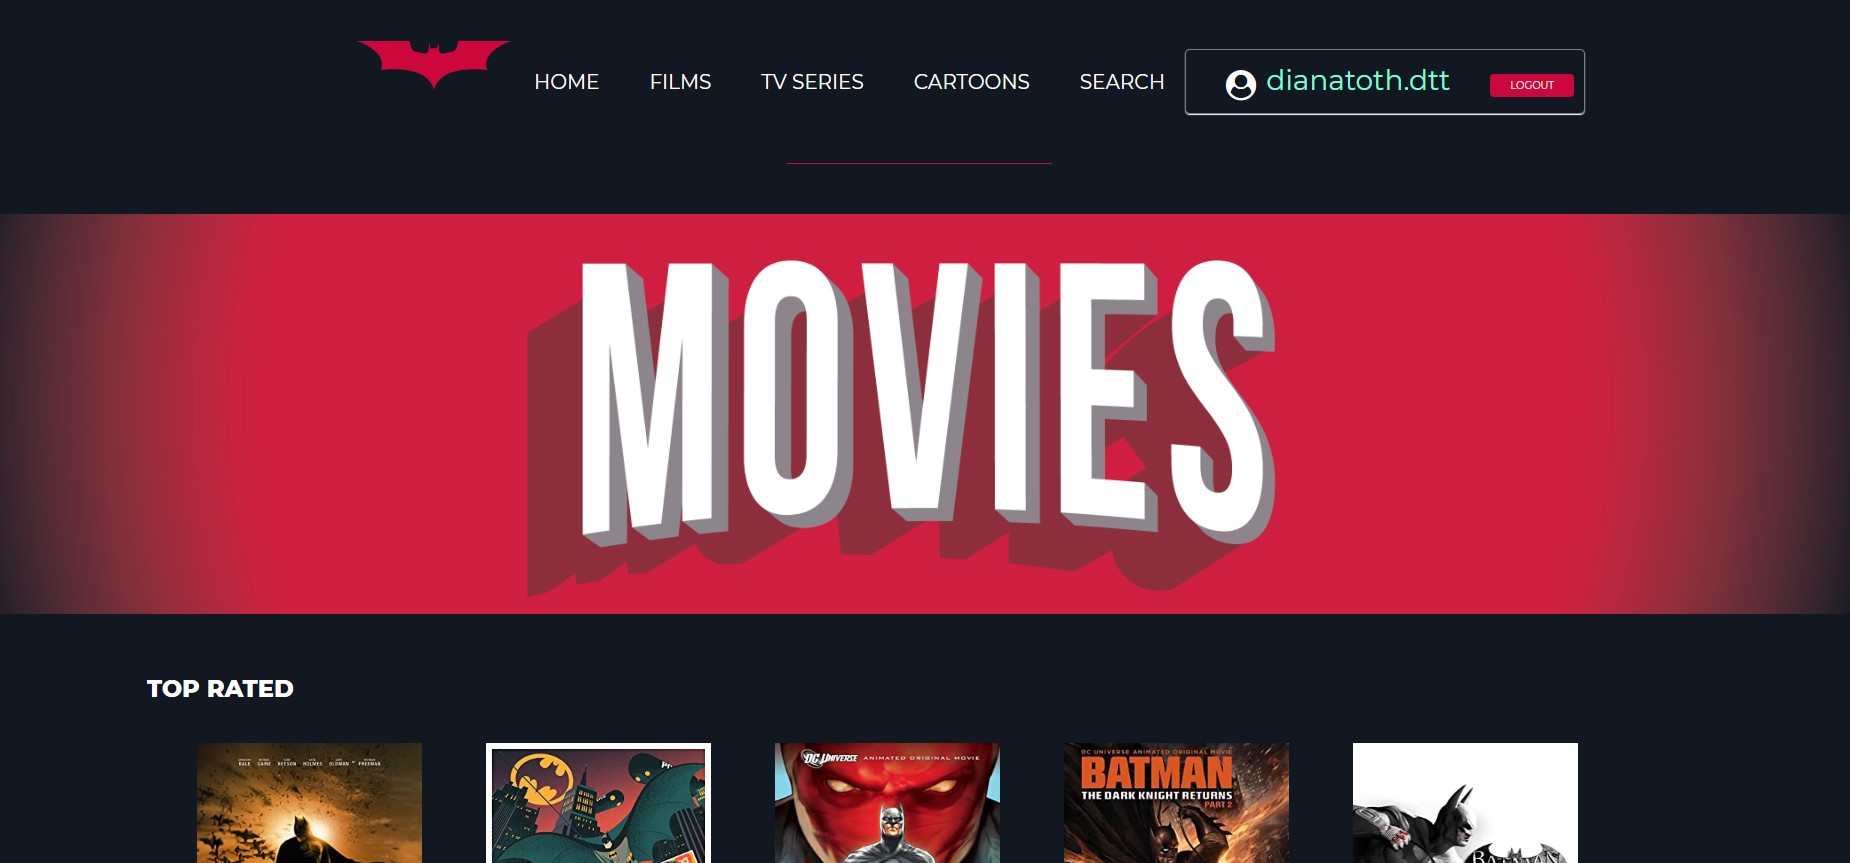 HOME FILMS TV SERIES CARTOONS SEARCH dianatoth.dtt LOGOUT
MOVIES
TOP RATED
BALE CAINE NEESON HOLMES OLDMAN FREEMAN
DC UNIVERSE ANIMATED ORIGINAL MOVIE
DC UNIVERSE ANIMATED ORIGINAL MOVIE
BATMAN
THE DARK KNIGHT RETURNS
PART 2
BATMAN